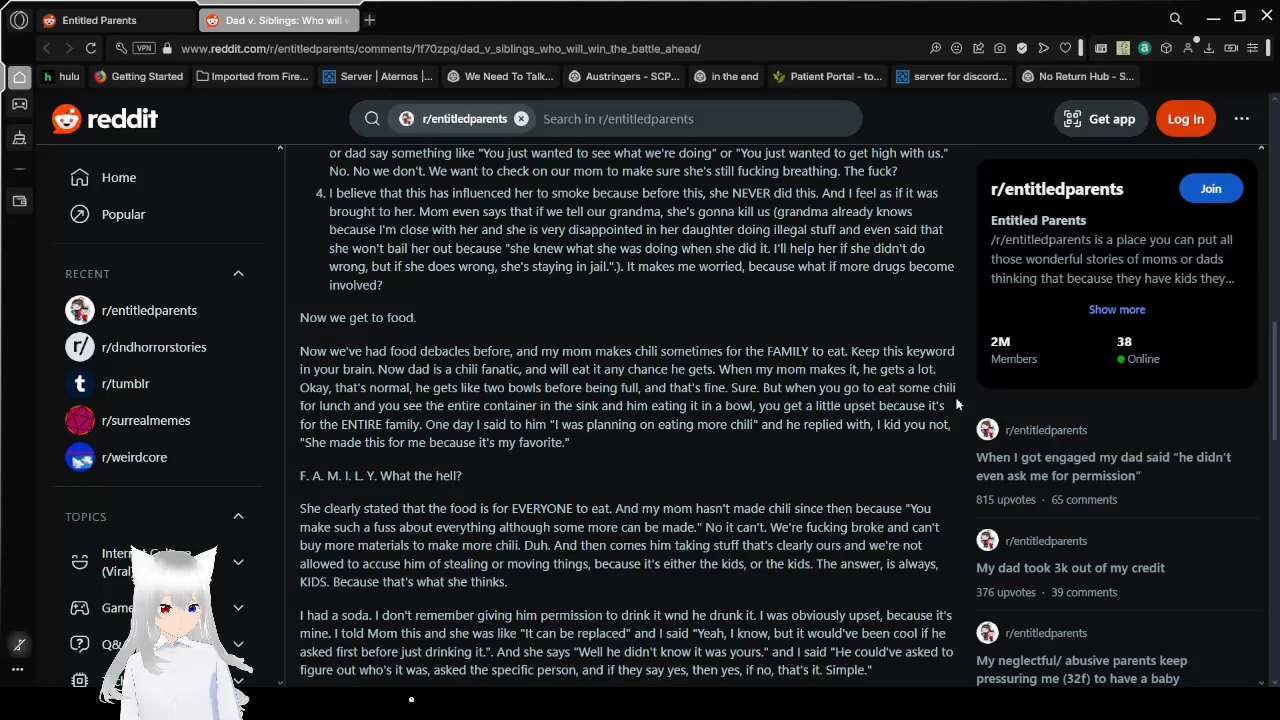 Entitled Parents
Dad v. Siblings: Who will
VPN
www.reddit.com/r/entitledparents/comments/1f70zpq/dad_v_siblings_who_will_win_the_battle_ahead/
hulu
Getting Started
Imported from Fire...
Server | Aternos |...
We Need To Talk...
Austringers - SCP...
in the end
Patient Portal - to...
server for discord...
No Return Hub - S...
reddit
r/entitledparents
Search in r/entitledparents
Get app
Log In
Home
Popular
RECENT
r/entitledparents
r/dndhorrorstories
r/tumblr
r/surrealmemes
r/weirdcore
TOPICS
Inter
(Viral)
Game
Q&
or dad say something like "You just wanted to see what we're doing" or "You just wanted to get high with us."
No. No we don't. We want to check on our mom to make sure she's still fucking breathing. The fuck?
4. I believe that this has influenced her to smoke because before this, she NEVER did this. And I feel as if it was
brought to her. Mom even says that if we tell our grandma, she's gonna kill us (grandma already knows
because I'm close with her and she is very disappointed in her daughter doing illegal stuff and even said that
she won't bail her out because "she knew what she was doing when she did it. I'll help her if she didn't do
wrong, but if she does wrong, she's staying in jail.".). It makes me worried, because what if more drugs become
involved?
Now we get to food.
Now we've had food debacles before, and my mom makes chili sometimes for the FAMILY to eat. Keep this keyword
in your brain. Now dad is a chili fanatic, and will eat it any chance he gets. When my mom makes it, he gets a lot.
Okay, that's normal, he gets like two bowls before being full, and that's fine. Sure. But when you go to eat some chili
for lunch and you see the entire container in the sink and him eating it in a bowl, you get a little upset because it's
for the ENTIRE family. One day I said to him "I was planning on eating more chili" and he replied with, I kid you not,
"She made this for me because it's my favorite."
F. A. M. I. L. Y. What the hell?
She clearly stated that the food is for EVERYONE to eat. And my mom hasn't made chili since then because "You
make such a fuss about everything although some more can be made." No it can't. We're fucking broke and can't
buy more materials to make more chili. Duh. And then comes him taking stuff that's clearly ours and we're not
allowed to accuse him of stealing or moving things, because it's either the kids, or the kids. The answer, is always,
KIDS. Because that's what she thinks.
I had a soda. I don't remember giving him permission to drink it wnd he drunk it. I was obviously upset, because it's
mine. I told Mom this and she was like "It can be replaced" and I said "Yeah, I know, but it would've been cool if he
asked first before just drinking it.". And she says "Well he didn't know it was yours." and I said "He could've asked to
figure out who's it was, asked the specific person, and if they say yes, then yes, if no, that's it. Simple."
r/entitledparents
Join
Entitled Parents
/r/entitledparents is a place you can put all
those wonderful stories of moms or dads
thinking that because they have kids they...
Show more
2M
Members
38
Online
r/entitledparents
When I got engaged my dad said "he didn't
even ask me for permission"
815 upvotes · 65 comments
r/entitledparents
My dad took 3k out of my credit
376 upvotes · 39 comments
r/entitledparents
My neglectful/ abusive parents keep
pressuring me (32f) to have a baby